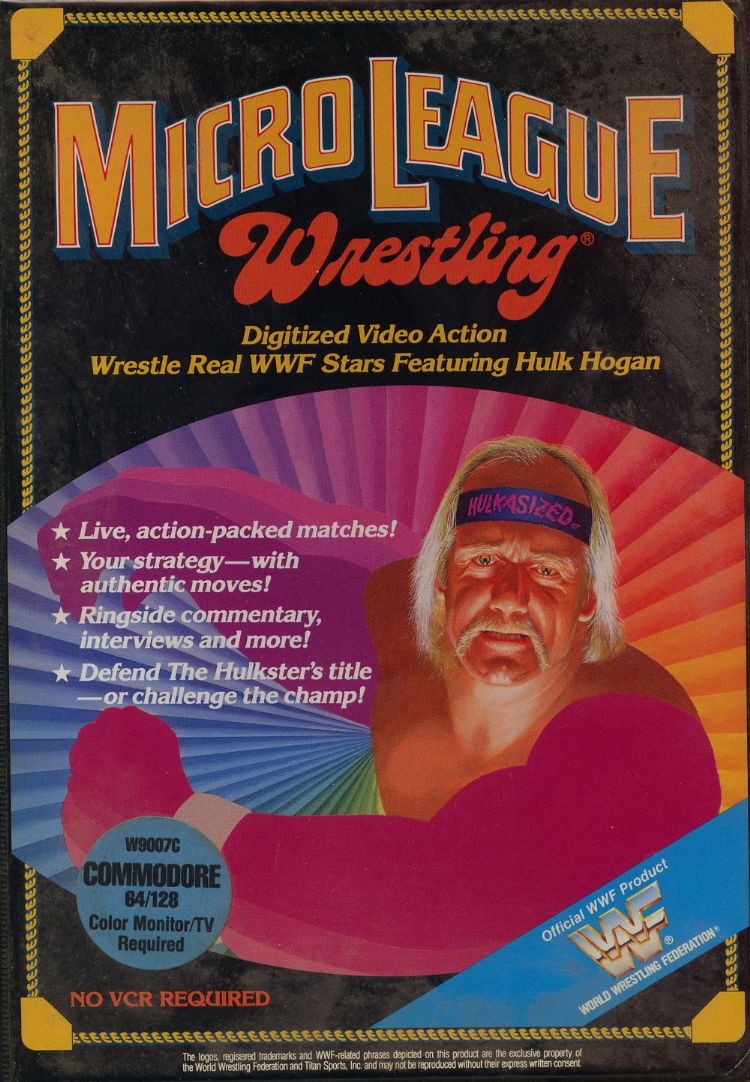 MICROLEAGUE
Wrestling®
Digitized Video Action
Wrestle Real WWF Stars Featuring Hulk Hogan
HULKASIZED
★ Live, action-packed matches!
★ Your strategy—with
authentic moves!
★ Ringside commentary,
interviews and more!
★ Defend The Hulkster's title
—or challenge the champ!
W9007C
COMMODORE
64/128
Color Monitor/TV
Required
NO VCR REQUIRED
Official WWF Product
WF®
WORLD WRESTLING FEDERATION®
The logos, registered trademarks and WWF-related phrases depicted on this product are the exclusive property of
the World Wrestling Federation and Titan Sports, Inc. and may not be reproduced without their express written consent.